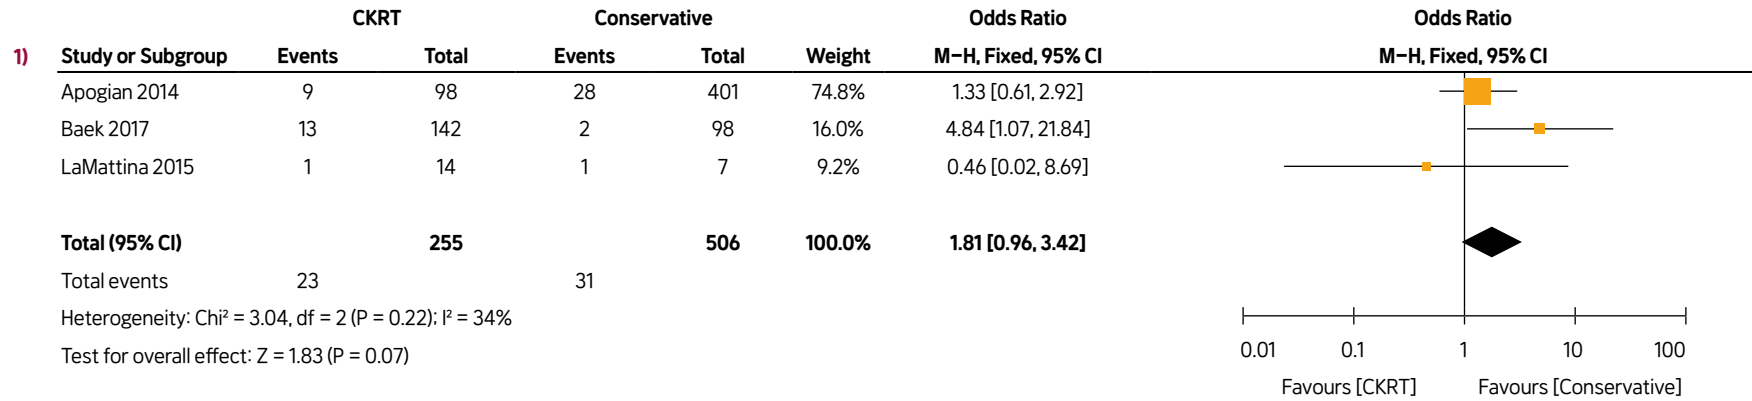 CKRT Conservative Odds Ratio Odds Ratio
1) Study or Subgroup Events Total Events Total Weight M−H, Fixed, 95% CI M−H, Fixed, 95% CI
Apogian 2014 9 98 28 401 74.8% 1.33 [0.61, 2.92]
Baek 2017 13 142 2 98 16.0% 4.84 [1.07, 21.84]
LaMattina 2015 1 14 1 7 9.2% 0.46 [0.02, 8.69]
Total (95% CI) 255 506 100.0% 1.81 [0.96, 3.42]
Total events 23 31
Heterogeneity: Chi² = 3.04, df = 2 (P = 0.22); I² = 34%
Test for overall effect: Z = 1.83 (P = 0.07)
0.01 0.1 1 10 100
Favours [CKRT] Favours [Conservative]